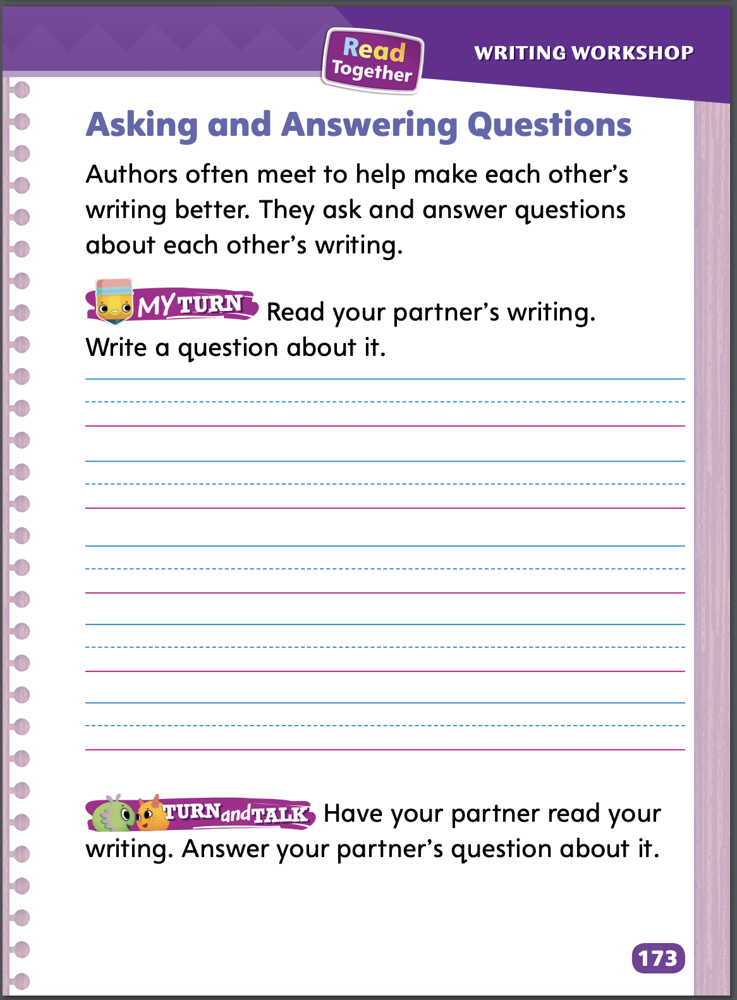 Read
Together
WRITING WORKSHOP
Asking and Answering Questions
Authors often meet to help make each other’s
writing better. They ask and answer questions
about each other’s writing.
MY TURN Read your partner’s writing.
Write a question about it.
TURN and TALK Have your partner read your
writing. Answer your partner’s question about it.
173